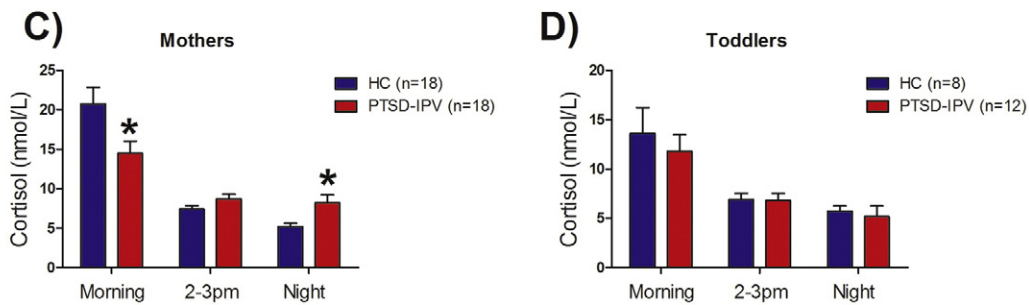 C)
Mothers
Cortisol (nmol/L)
25
20
15
10
5
0
HC (n=18)
PTSD-IPV (n=18)
*
*
Morning 2-3pm Night
D)
Toddlers
Cortisol (nmol/L)
20
15
10
5
0
HC (n=8)
PTSD-IPV (n=12)
Morning 2-3pm Night